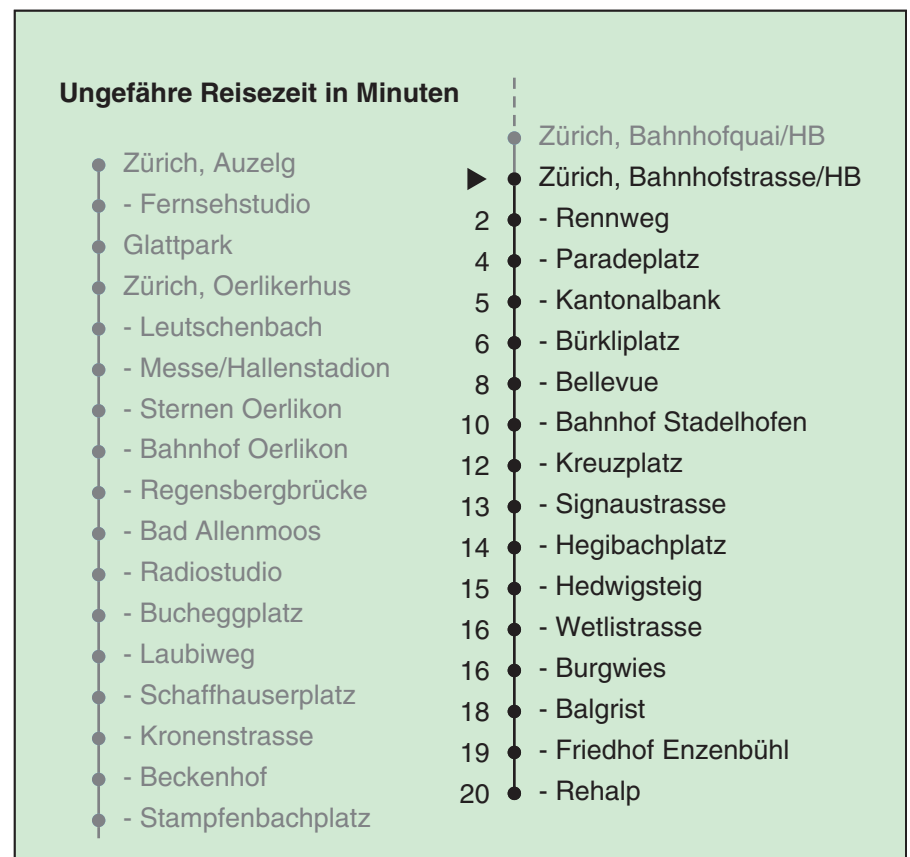 Ungefähre Reisezeit in Minuten
Zürich, Auzelg
- Fernsehstudio
Glattpark
Zürich, Oerlikerhus
- Leutschenbach
- Messe/Hallenstadion
- Sternen Oerlikon
- Bahnhof Oerlikon
- Regensbergbrücke
- Bad Allenmoos
- Radiostudio
- Bucheggplatz
- Laubiweg
- Schaffhauserplatz
- Kronenstrasse
- Beckenhof
- Stampfenbachplatz
Zürich, Bahnhofquai/HB
Zürich, Bahnhofstrasse/HB
2 - Rennweg
4 - Paradeplatz
5 - Kantonalbank
6 - Bürkliplatz
8 - Bellevue
10 - Bahnhof Stadelhofen
12 - Kreuzplatz
13 - Signaustrasse
14 - Hegibachplatz
15 - Hedwigsteig
16 - Wetlistrasse
16 - Burgwies
18 - Balgrist
19 - Friedhof Enzenbühl
20 - Rehalp